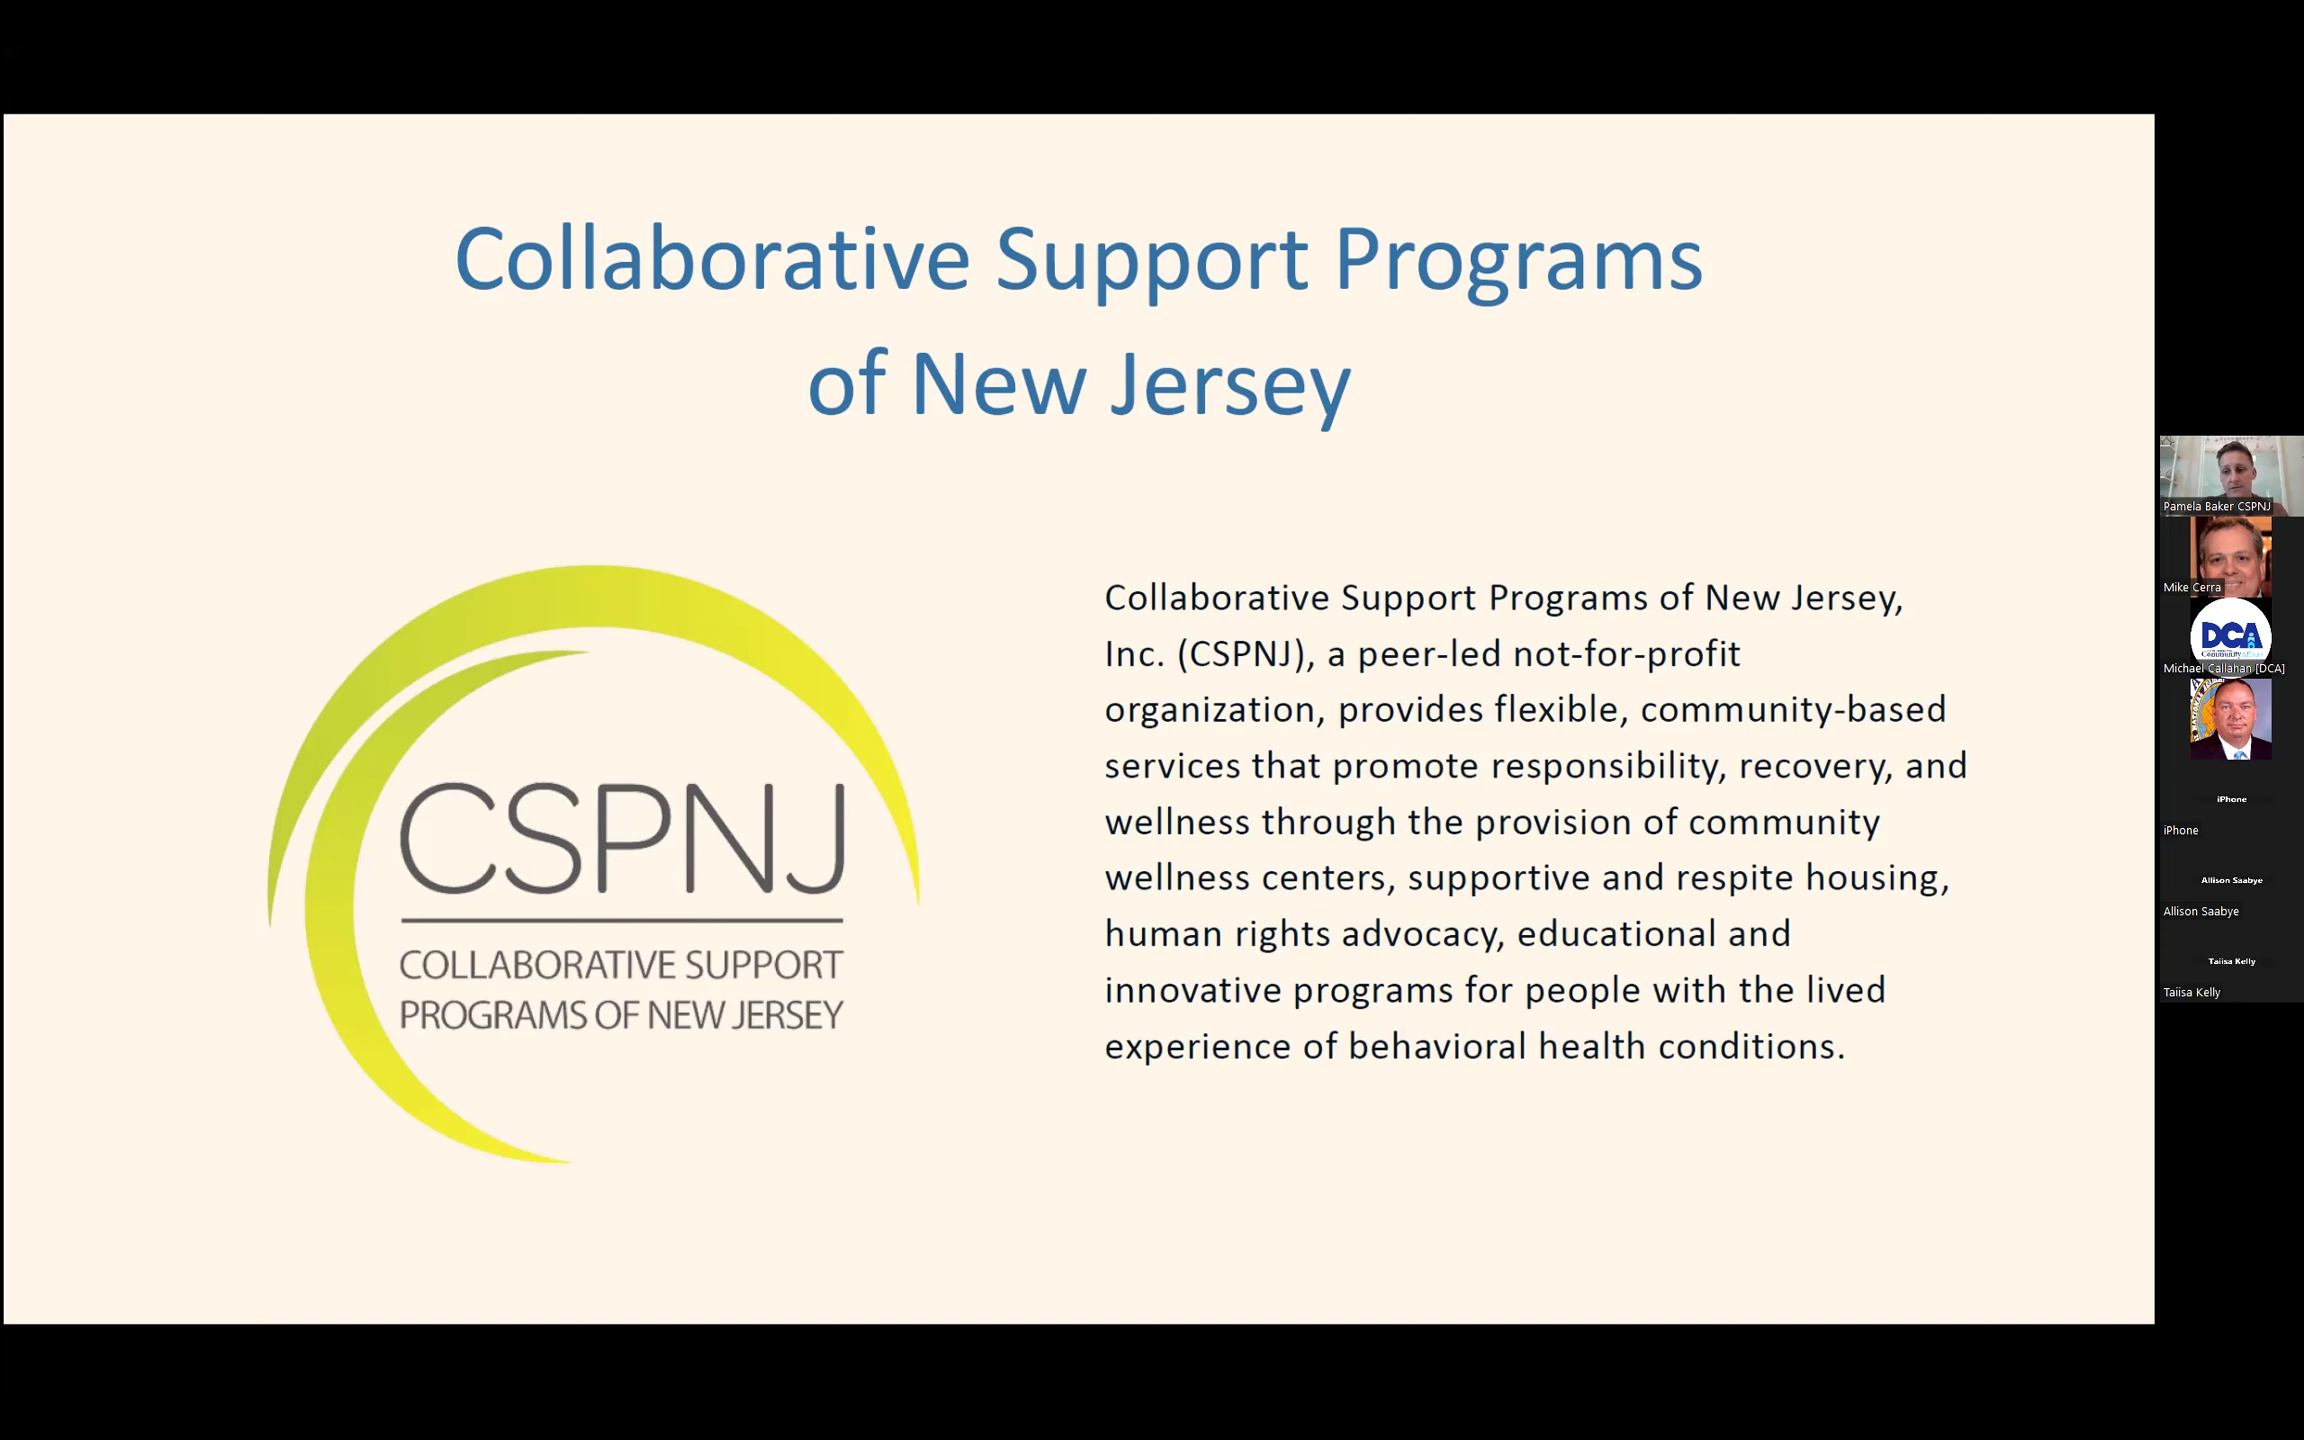 Collaborative Support Programs
of New Jersey
CSPNJ
COLLABORATIVE SUPPORT
PROGRAMS OF NEW JERSEY
Collaborative Support Programs of New Jersey,
Inc. (CSPNJ), a peer-led not-for-profit
organization, provides flexible, community-based
services that promote responsibility, recovery, and
wellness through the provision of community
wellness centers, supportive and respite housing,
human rights advocacy, educational and
innovative programs for people with the lived
experience of behavioral health conditions.
Pamela Baker CSPNJ
Mike Cerra
DCA
Michael Callahan [DCA]
iPhone
iPhone
Allison Saabye
Allison Saabye
Taiisa Kelly
Taiisa Kelly